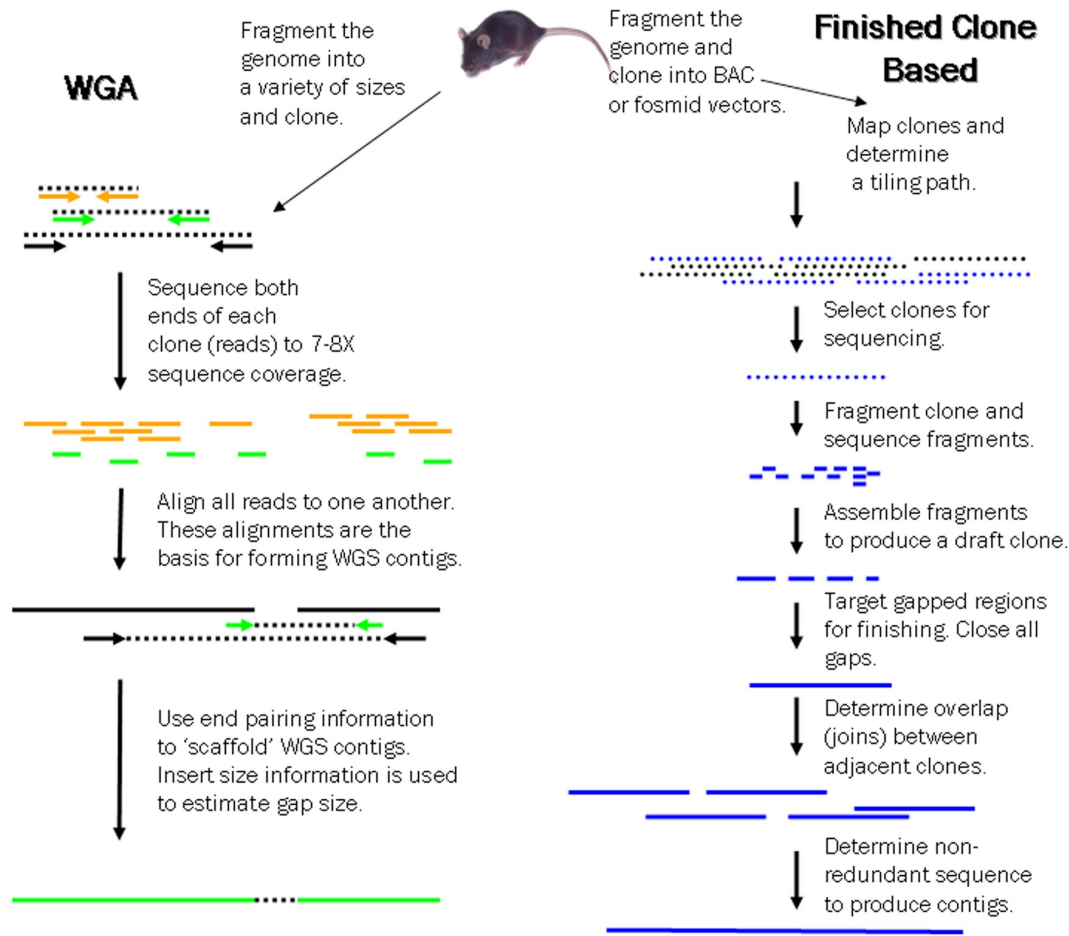 WGA
Fragment the
genome into
a variety of sizes
and clone.
Sequence both
ends of each
clone (reads) to 7-8X
sequence coverage.
Align all reads to one another.
These alignments are the
basis for forming WGS contigs.
Use end pairing information
to ‘scaffold’ WGS contigs.
Insert size information is used
to estimate gap size.
Fragment the
genome and
clone into BAC
or fosmid vectors.
Finished Clone
Based
Map clones and
determine
a tiling path.
Select clones for
sequencing.
Fragment clone and
sequence fragments.
Assemble fragments
to produce a draft clone.
Target gapped regions
for finishing. Close all
gaps.
Determine overlap
(joins) between
adjacent clones.
Determine non-
redundant sequence
to produce contigs.